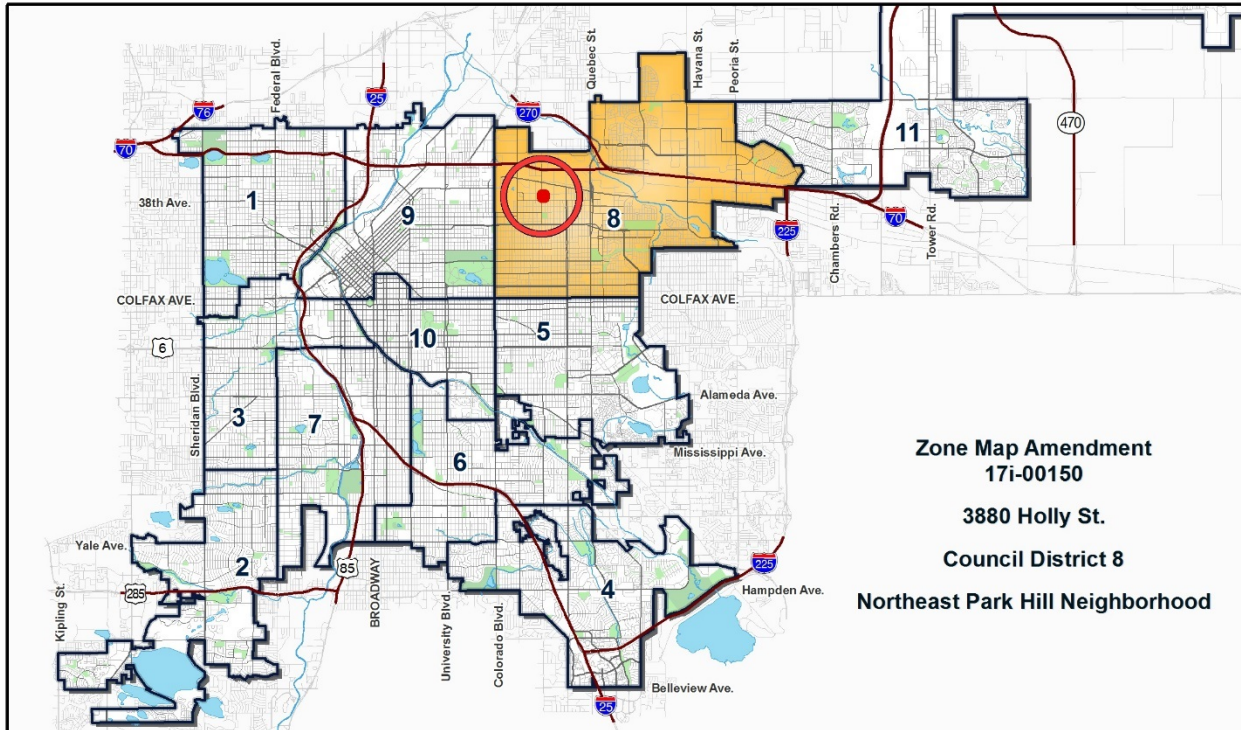 Federal Blvd.
Quebec St.
Havana St.
Peoria St.
76
25
270
70
11
470
1
38th Ave.
9
8
225
Chambers Rd.
70
Tower Rd.
COLFAX AVE.
COLFAX AVE.
6
10
5
Sheridan Blvd.
3
7
Alameda Ave.
6
Mississippi Ave.
Yale Ave.
2
285
85
BROADWAY
University Blvd.
Colorado Blvd.
4
225
Hampden Ave.
Kipling St.
Belleview Ave.
25
Zone Map Amendment
17i-00150
3880 Holly St.
Council District 8
Northeast Park Hill Neighborhood